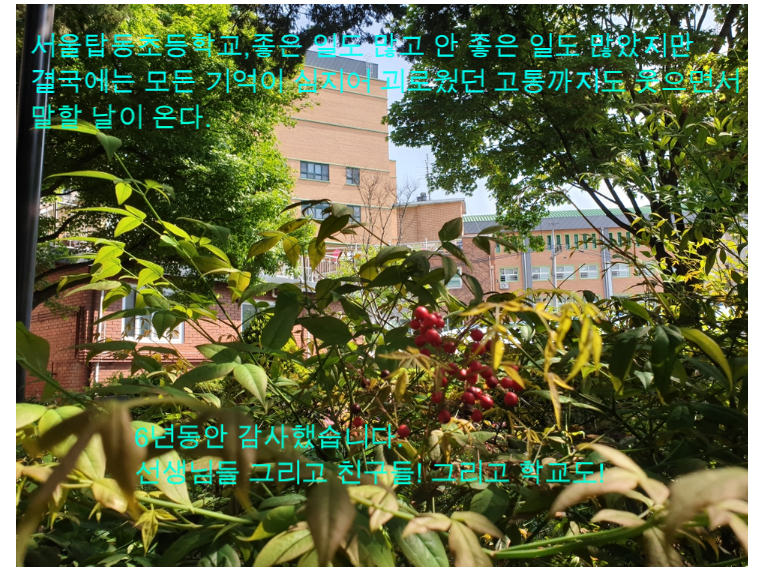 서울탑동초등학교,좋은 일도 많고 안 좋은 일도 많았지만
결국에는 모든 기억이 심지어 괴로웠던 고통까지도 웃으면서
말할 날이 온다.
6년동안 감사했습니다.
선생님들 그리고 친구들! 그리고 학교도!